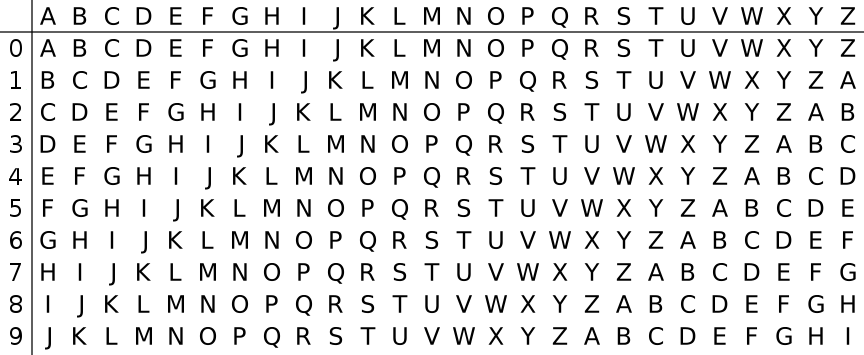 A B C D E F G H I J K L M N O P Q R S T U V W X Y Z
0 A B C D E F G H I J K L M N O P Q R S T U V W X Y Z
1 B C D E F G H I J K L M N O P Q R S T U V W X Y Z A
2 C D E F G H I J K L M N O P Q R S T U V W X Y Z A B
3 D E F G H I J K L M N O P Q R S T U V W X Y Z A B C
4 E F G H I J K L M N O P Q R S T U V W X Y Z A B C D
5 F G H I J K L M N O P Q R S T U V W X Y Z A B C D E
6 G H I J K L M N O P Q R S T U V W X Y Z A B C D E F
7 H I J K L M N O P Q R S T U V W X Y Z A B C D E F G
8 I J K L M N O P Q R S T U V W X Y Z A B C D E F G H
9 J K L M N O P Q R S T U V W X Y Z A B C D E F G H I